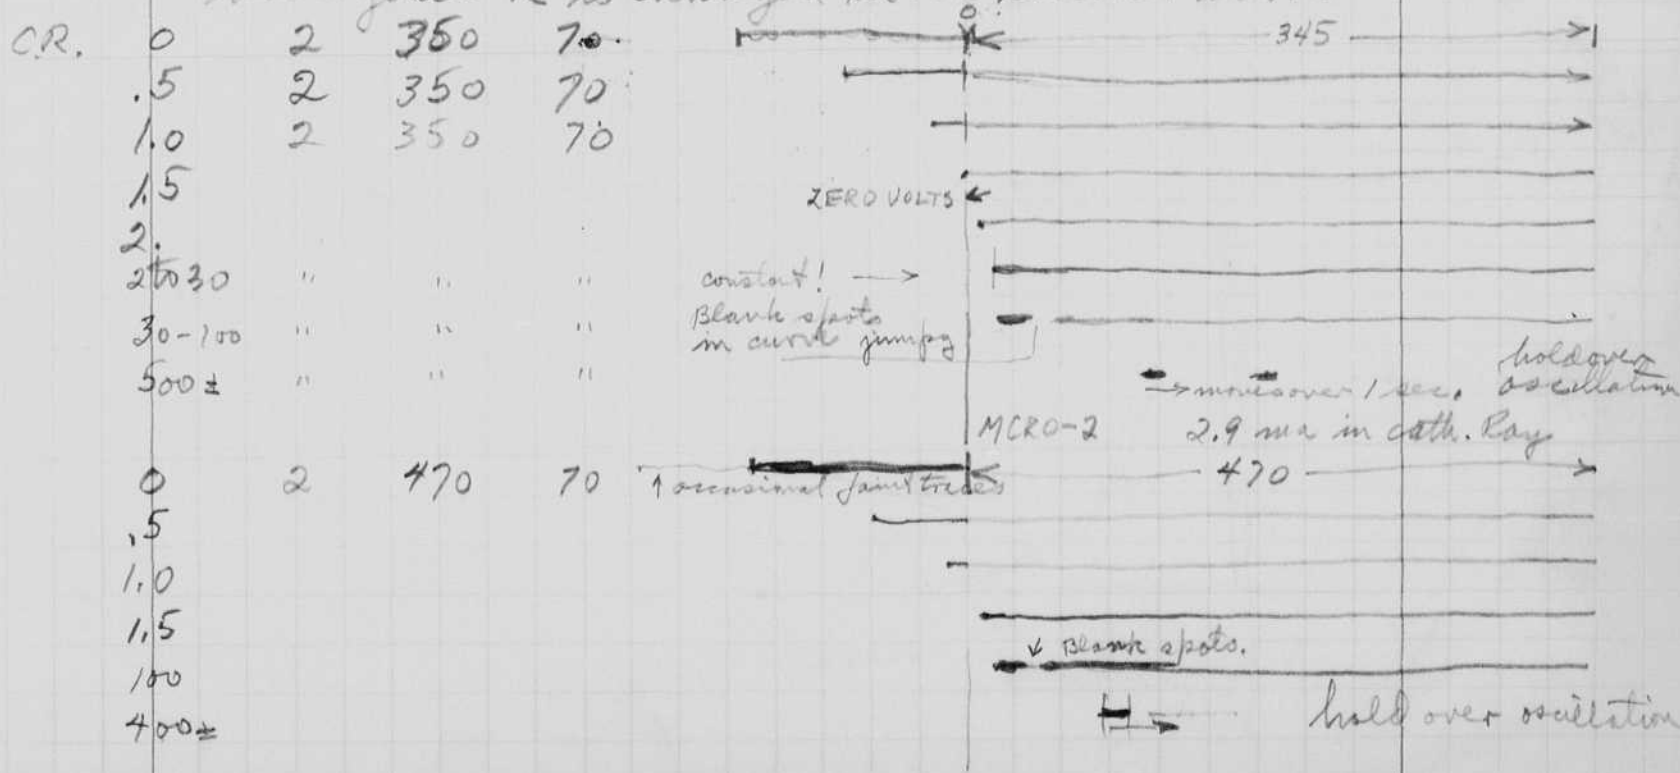 0
C.R. 0 2 350 70. 345
.5 2 350 70
1.0 2 350 70
1.5
ZERO VOLTS
2.
2 to 30 " " " constant!
30-100 " " " Blank spots
in curve jumpg
500± " " " → moves over 1 sec. holdover
oscillation
MCRO-2 2.9 ma in cath. Ray
0 2 470 70 ↑ occasional faint traces 470
.5
1.0
1.5
↓ Blank spots.
100
400± hold over oscillation